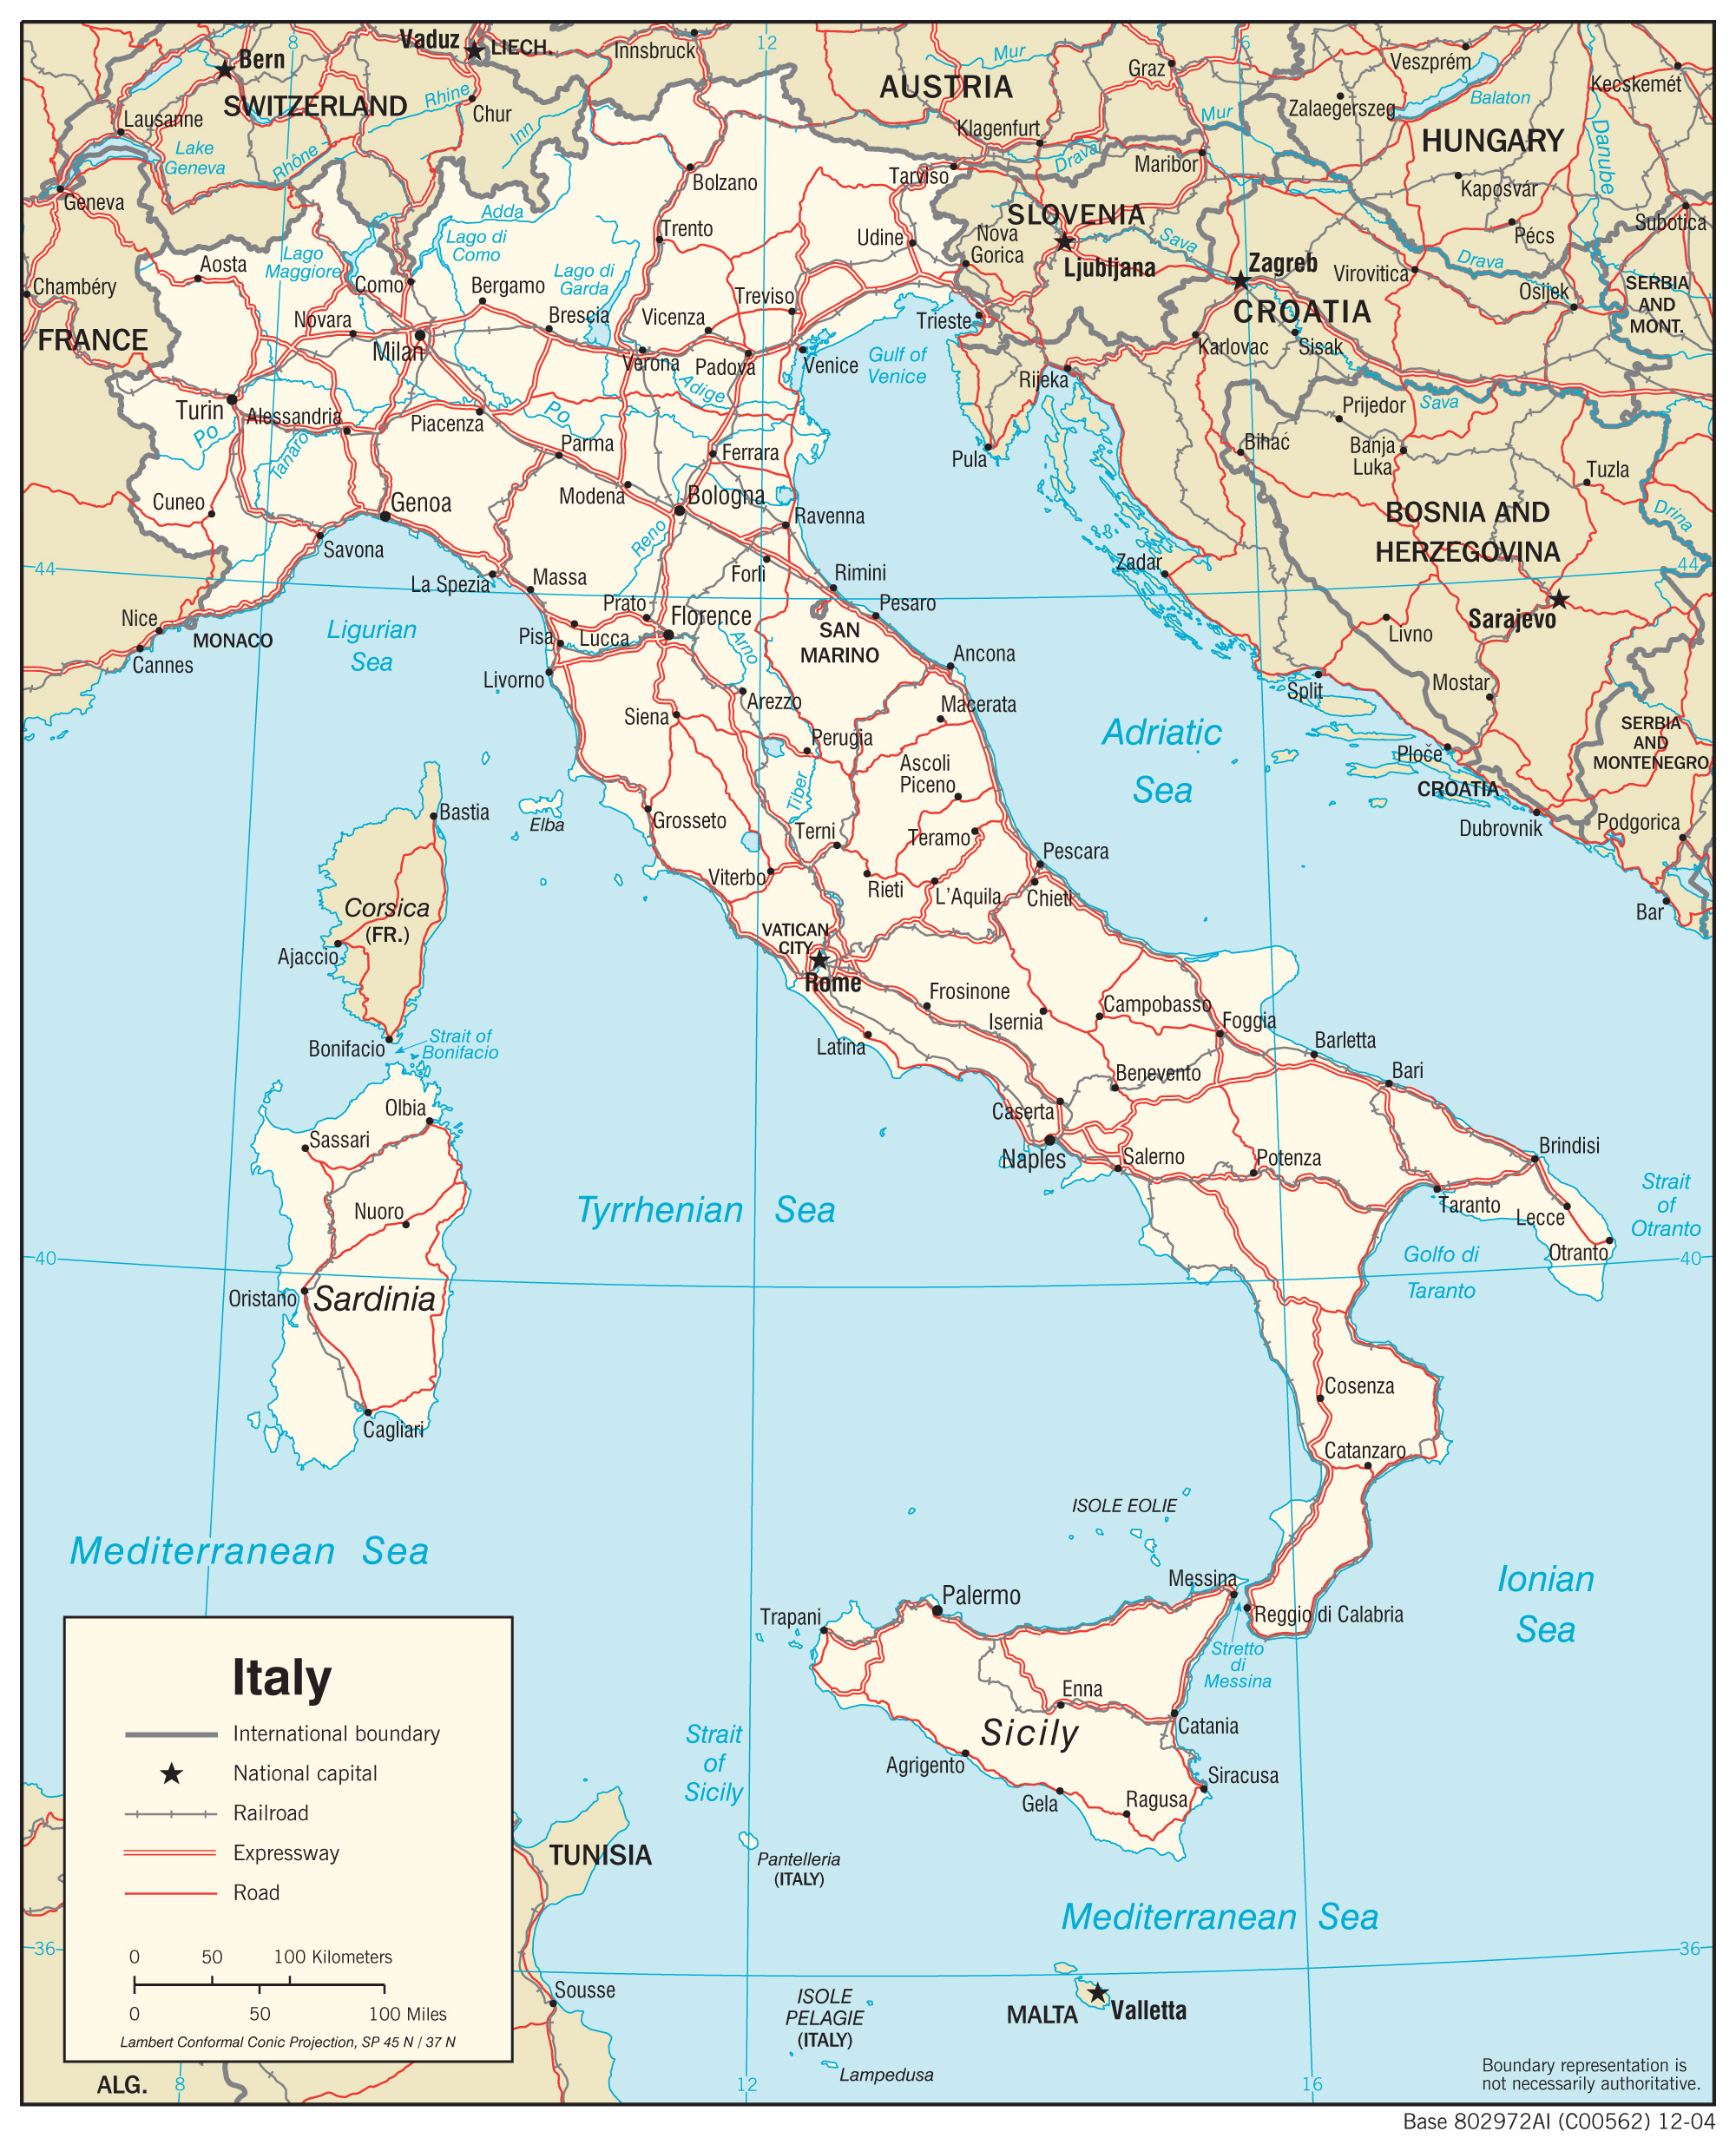 8
12
16
Bern
Vaduz
LIECH.
Innsbruck
Mur
Graz
Veszprém
Kecskemét
SWITZERLAND
Rhine
Chur
Inn
AUSTRIA
Zalaegerszeg
Balaton
Lausanne
Lake
Geneva
Rhône
Klagenfurt
Drava
Mur
Maribor
HUNGARY
Danube
Geneva
Bolzano
Tarviso
Kaposvár
Adda
Trento
SLOVENIA
Pécs
Subotica
Lago
Maggiore
Lago di
Como
Udine
Nova
Gorica
Sava
Ljubljana
Zagreb
Virovitica
Drava
Aosta
Chambéry
Como
Bergamo
Lago di
Garda
Treviso
Osijek
SERBIA
AND
MONT.
FRANCE
Novara
Milan
Brescia
Vicenza
Trieste
CROATIA
Verona
Padova
Venice
Gulf of
Venice
Karlovac
Sisak
Rijeka
Turin
Po
Alessandria
Tanaro
Piacenza
Po
Adige
Prijedor
Sava
Parma
Ferrara
Pula
Bihać
Banja
Luka
Tuzla
Cuneo
Genoa
Modena
Bologna
Ravenna
BOSNIA AND
HERZEGOVINA
Drina
Savona
Reno
44
La Spezia
Massa
Forli
Rimini
Zadar
44
Nice
MONACO
Cannes
Ligurian
Sea
Prato
Florence
Pesaro
Pisa
Lucca
Arno
SAN
MARINO
Sarajevo
Livno
Livorno
Ancona
Split
Mostar
Siena
Arezzo
Macerata
Adriatic
Sea
SERBIA
AND
MONTENEGRO
Perugia
Tiber
Ascoli
Piceno
Ploče
CROATIA
Bastia
Elba
Grosseto
Terni
Teramo
Dubrovnik
Podgorica
Viterbo
Rieti
L'Aquila
Pescara
Chieti
Bar
Corsica
(FR.)
Ajaccio
VATICAN
CITY
Rome
Frosinone
Isernia
Campobasso
Foggia
Bonifacio
Strait of
Bonifacio
Latina
Barletta
Bari
Benevento
Olbia
Sassari
Caserta
Naples
Salerno
Potenza
Brindisi
Nuoro
Tyrrhenian Sea
Taranto
Lecce
Strait
of
Otranto
Otranto
40
Golfo di
Taranto
40
Oristano
Sardinia
Cosenza
Cagliari
Catanzaro
ISOLE EOLIE
Mediterranean Sea
Messina
Palermo
Ionian
Sea
Trapani
Reggio di Calabria
Stretto
di
Messina
Enna
Sicily
Catania
Strait
of
Sicily
Agrigento
Siracusa
Gela
Ragusa
TUNISIA
Pantelleria
(ITALY)
Mediterranean Sea
36
Sousse
ISOLE
PELAGIE
(ITALY)
MALTA
Valletta
Lampedusa
ALG.
8
12
16
Italy
International boundary
National capital
Railroad
Expressway
Road
0 50 100 Kilometers
0 50 100 Miles
Lambert Conformal Conic Projection, SP 45 N / 37 N
36
Boundary representation is
not necessarily authoritative.
Base 802972AI (C00562) 12-04